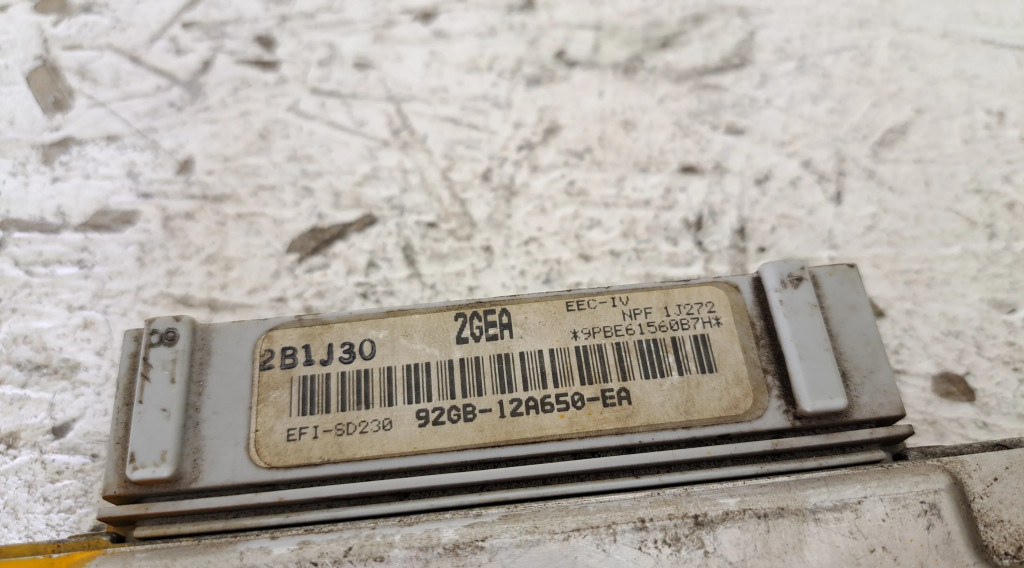 2GEA EEC-IV
NPF 1J272
2B1J30 *9PBE61560B7H*
EFI-SD230 92GB-12A650-EA